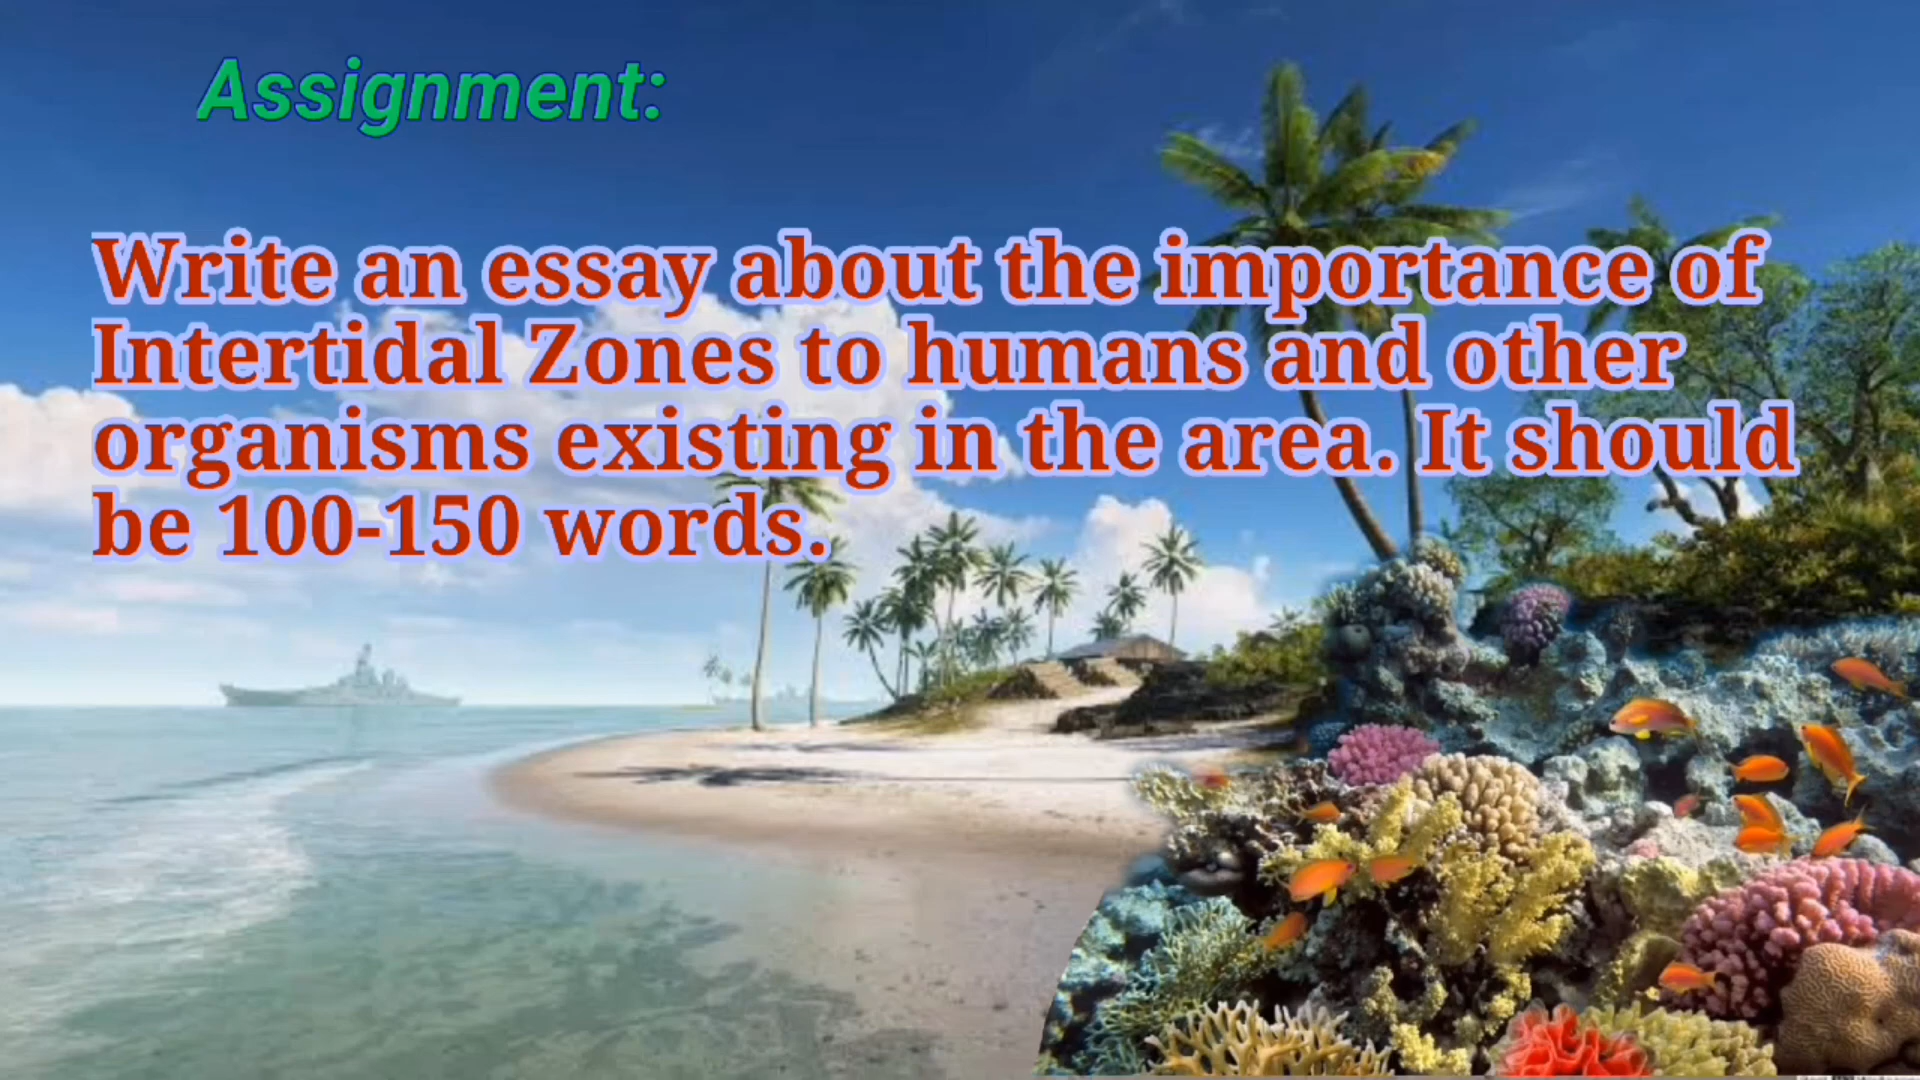 Assignment:
Write an essay about the importance of
Intertidal Zones to humans and other
organisms existing in the area. It should
be 100-150 words.